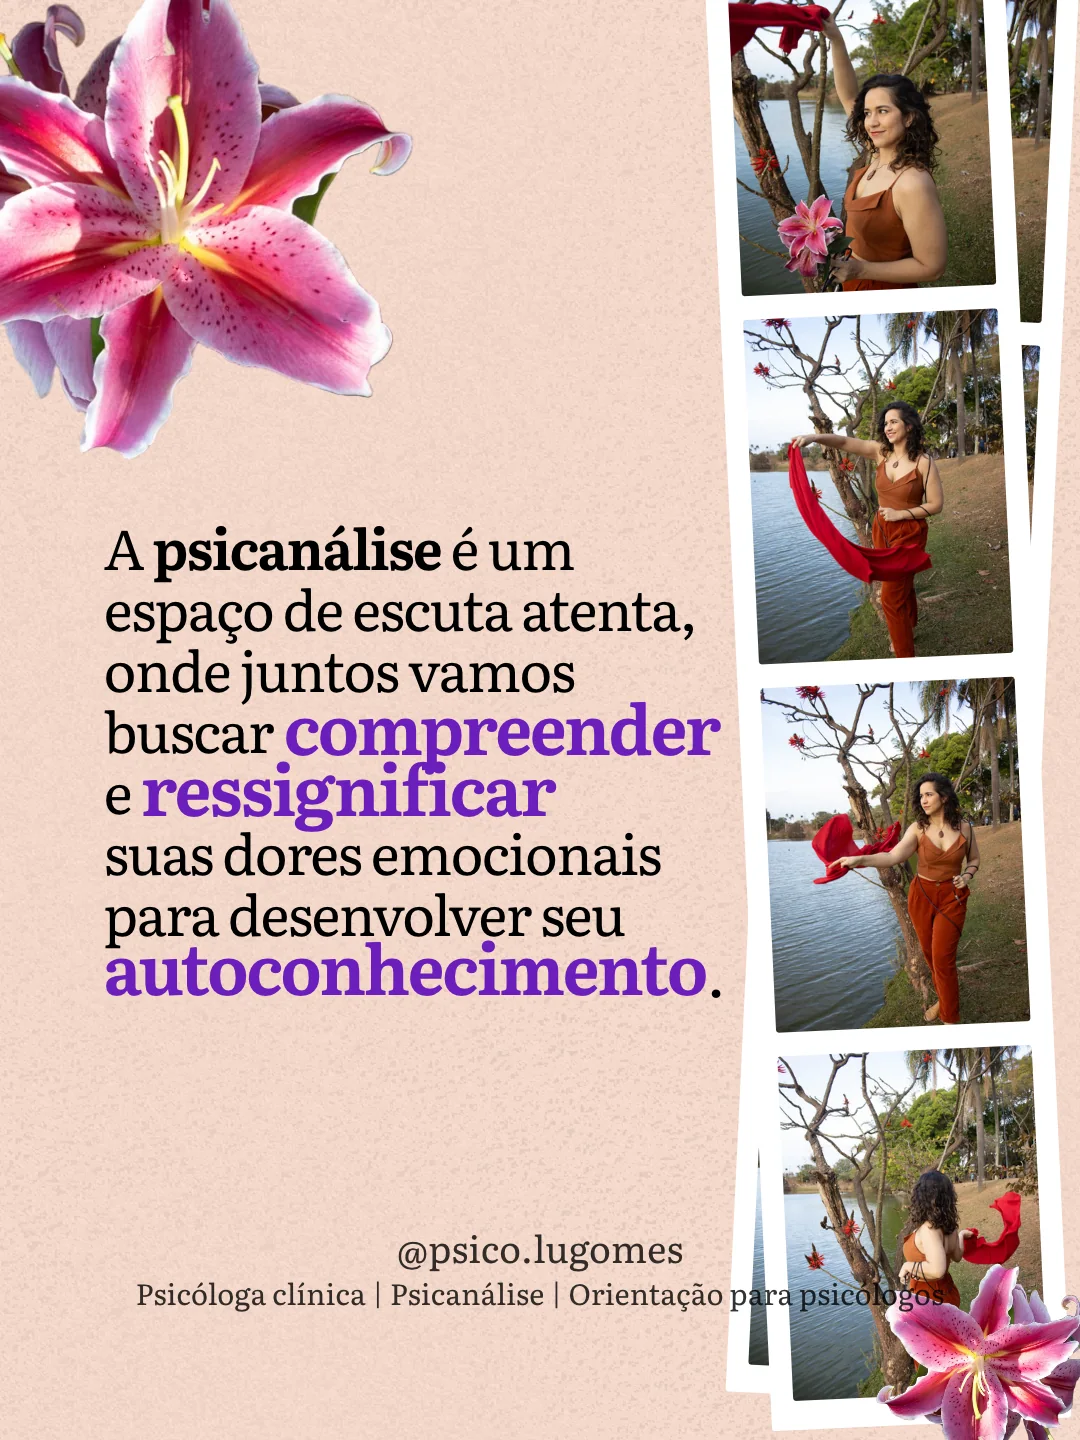 A psicanálise é um
espaço de escuta atenta,
onde juntos vamos
buscar compreender
e ressignificar
suas dores emocionais
para desenvolver seu
autoconhecimento.
@psico.lugomes
Psicóloga clínica | Psicanálise | Orientação para psicólogos